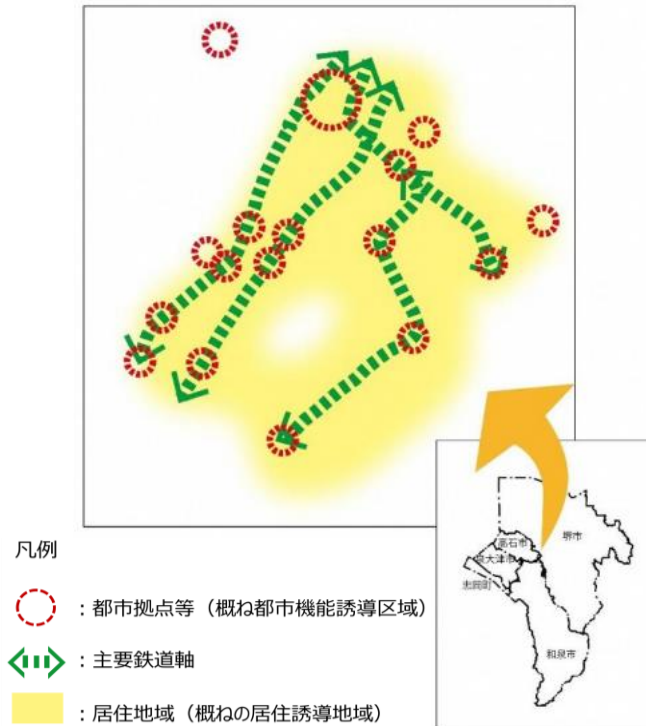 高石市
堺市
泉大津市
忠岡町
和泉市
凡例
：都市拠点等（概ね都市機能誘導区域）
：主要鉄道軸
：居住地域（概ねの居住誘導地域）